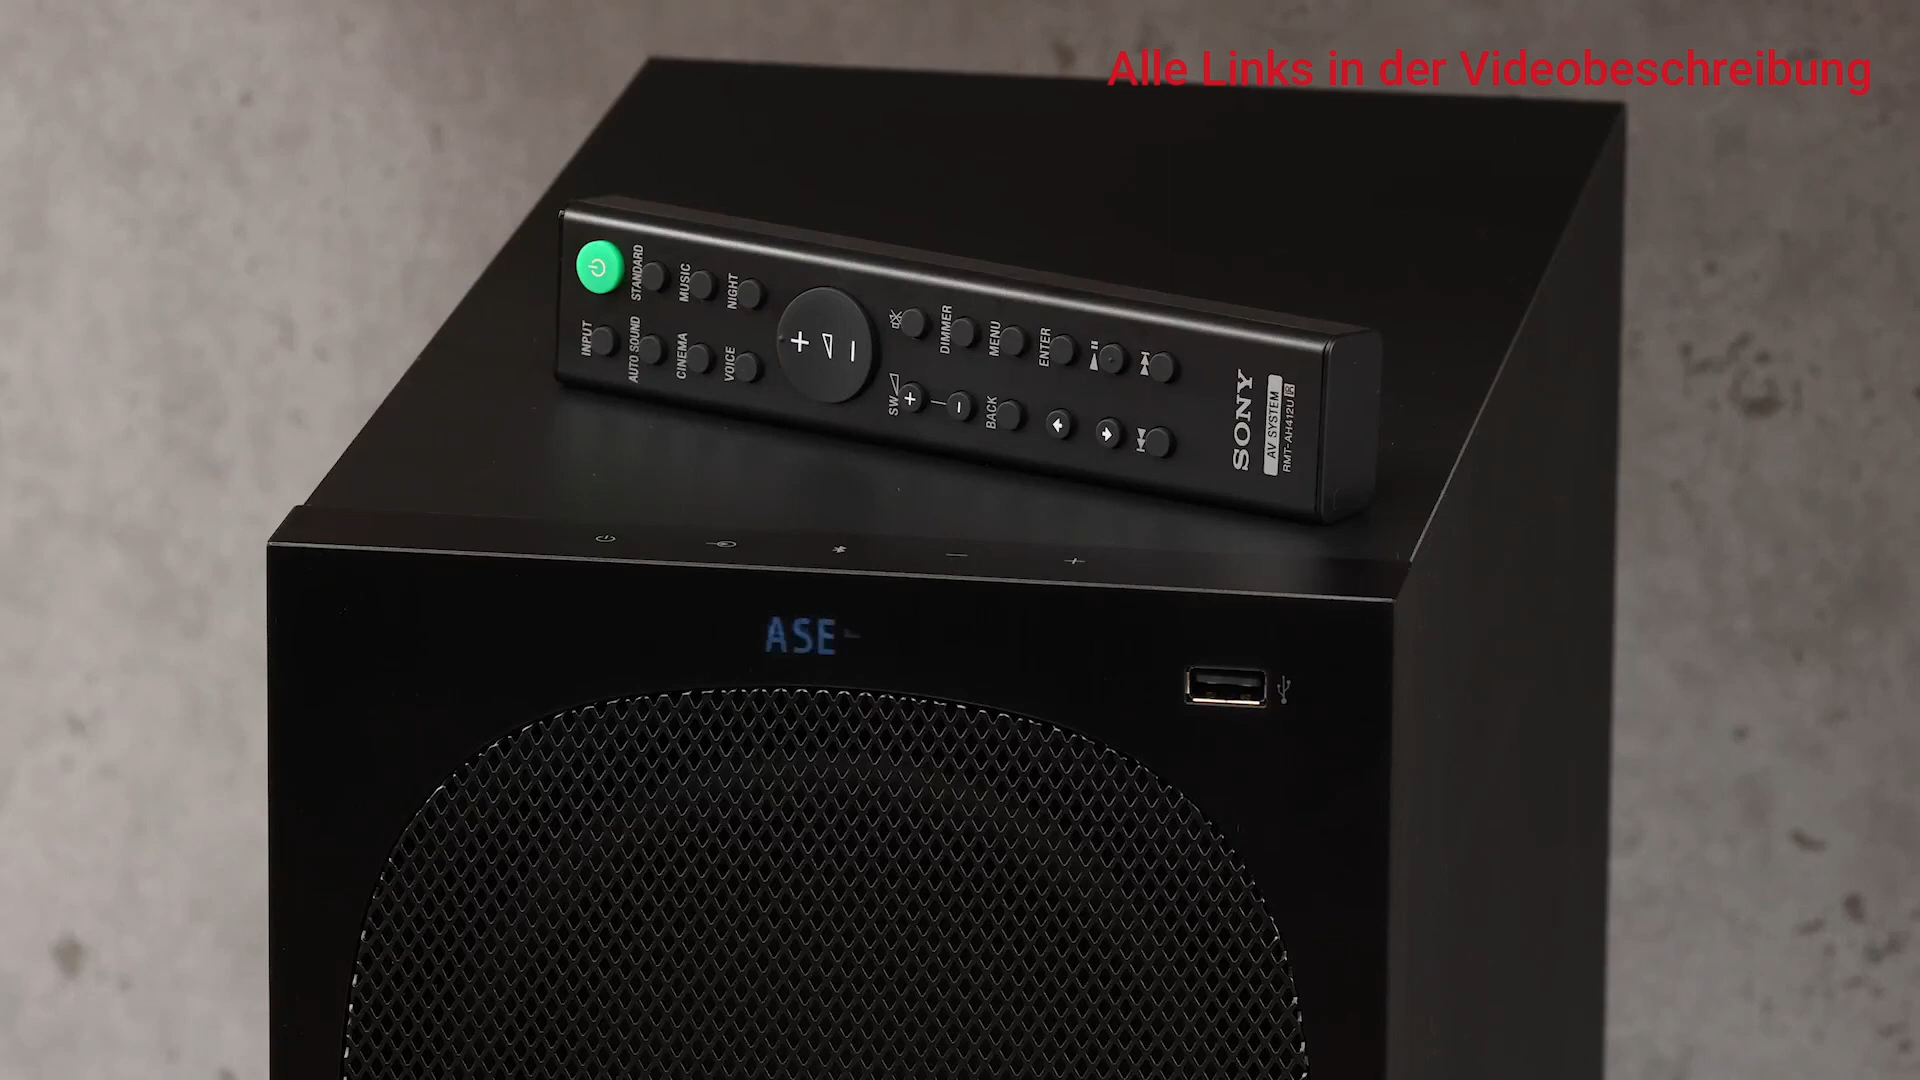 Alle Links in der Videobeschreibung
STANDARD
MUSIC
NIGHT
INPUT
AUTO SOUND
CINEMA
VOICE
DIMMER
MENU
ENTER
SW
BACK
SONY
AV SYSTEM
RMT-AH412U
ASE